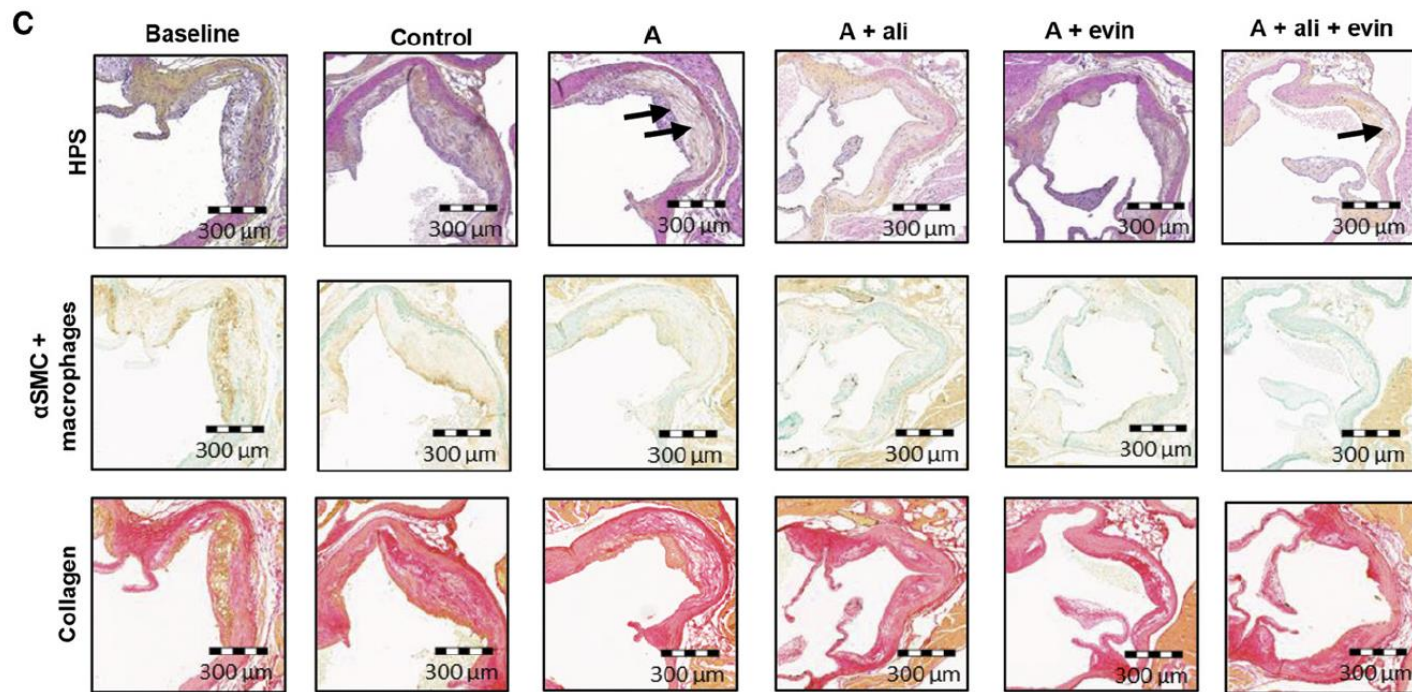 C
Baseline
Control
A
A + ali
A + evin
A + ali + evin
HPS
300 µm
300 µm
300 µm
300 µm
300 µm
300 µm
αSMC +
macrophages
300 µm
300 µm
300 µm
300 µm
300 µm
300 µm
Collagen
300 µm
300 µm
300 µm
300 µm
300 µm
300 µm